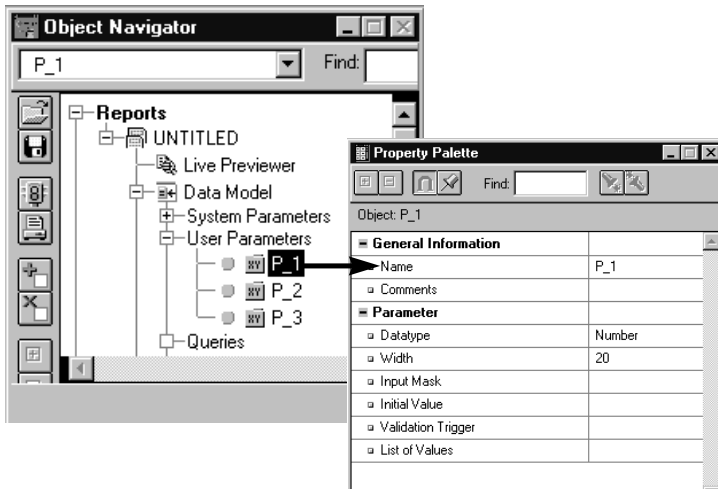 Object Navigator
P_1 Find:
Reports
UNTITLED
Live Previewer
Data Model
System Parameters
User Parameters
P_1
P_2
P_3
Queries
Property Palette
Find:
Object: P_1
General Information
Name P_1
Comments
Parameter
Datatype Number
Width 20
Input Mask
Initial Value
Validation Trigger
List of Values